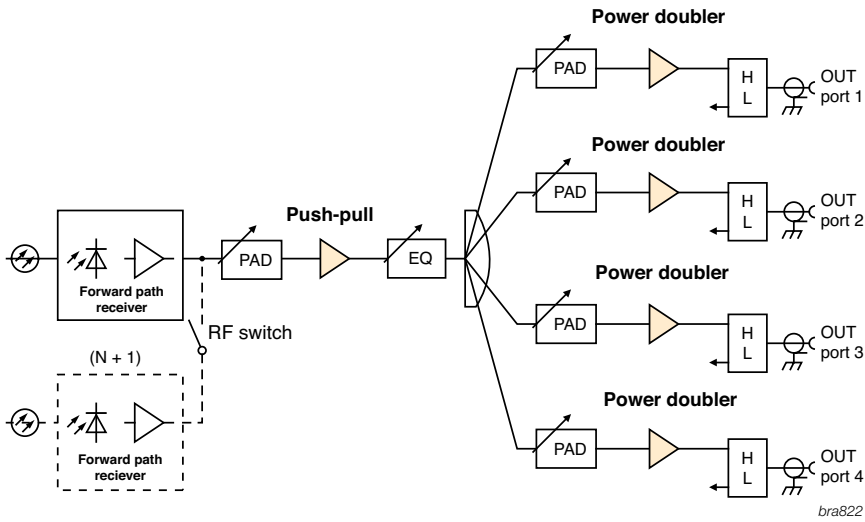 Power doubler
PAD
H
L
OUT
port 1
Power doubler
PAD
H
L
OUT
port 2
Push-pull
PAD
EQ
Forward path
receiver
RF switch
Power doubler
PAD
H
L
OUT
port 3
(N + 1)
Forward path
reciever
Power doubler
PAD
H
L
OUT
port 4
bra822